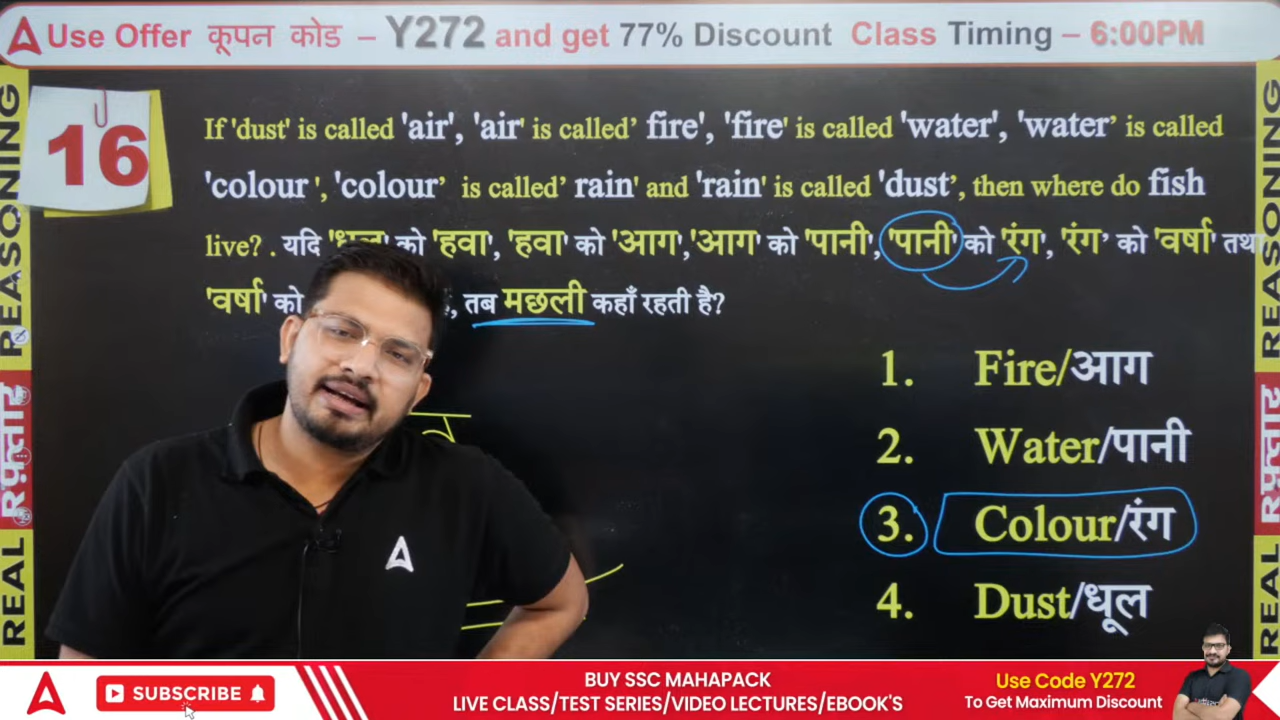 Use Offer कूपन कोड – Y272 and get 77% Discount Class Timing – 6:00PM
16
If 'dust' is called 'air', 'air' is called’ fire', 'fire' is called 'water', 'water’ is called
'colour ', 'colour’ is called’ rain' and 'rain' is called 'dust’, then where do fish
live? . यदि 'धूल' को 'हवा', 'हवा' को 'आग','आग' को 'पानी', 'पानी' को 'रंग', 'रंग’ को 'वर्षा'
'वर्षा' को तब मछली कहाँ रहती है?
1. Fire/आग
2. Water/पानी
3. Colour/रंग
4. Dust/धूल
REASONING
रफ़्तार
REAL
REASONING
रफ़्तार
REAL
SUBSCRIBE
BUY SSC MAHAPACK
LIVE CLASS/TEST SERIES/VIDEO LECTURES/EBOOK'S
Use Code Y272
To Get Maximum Discount